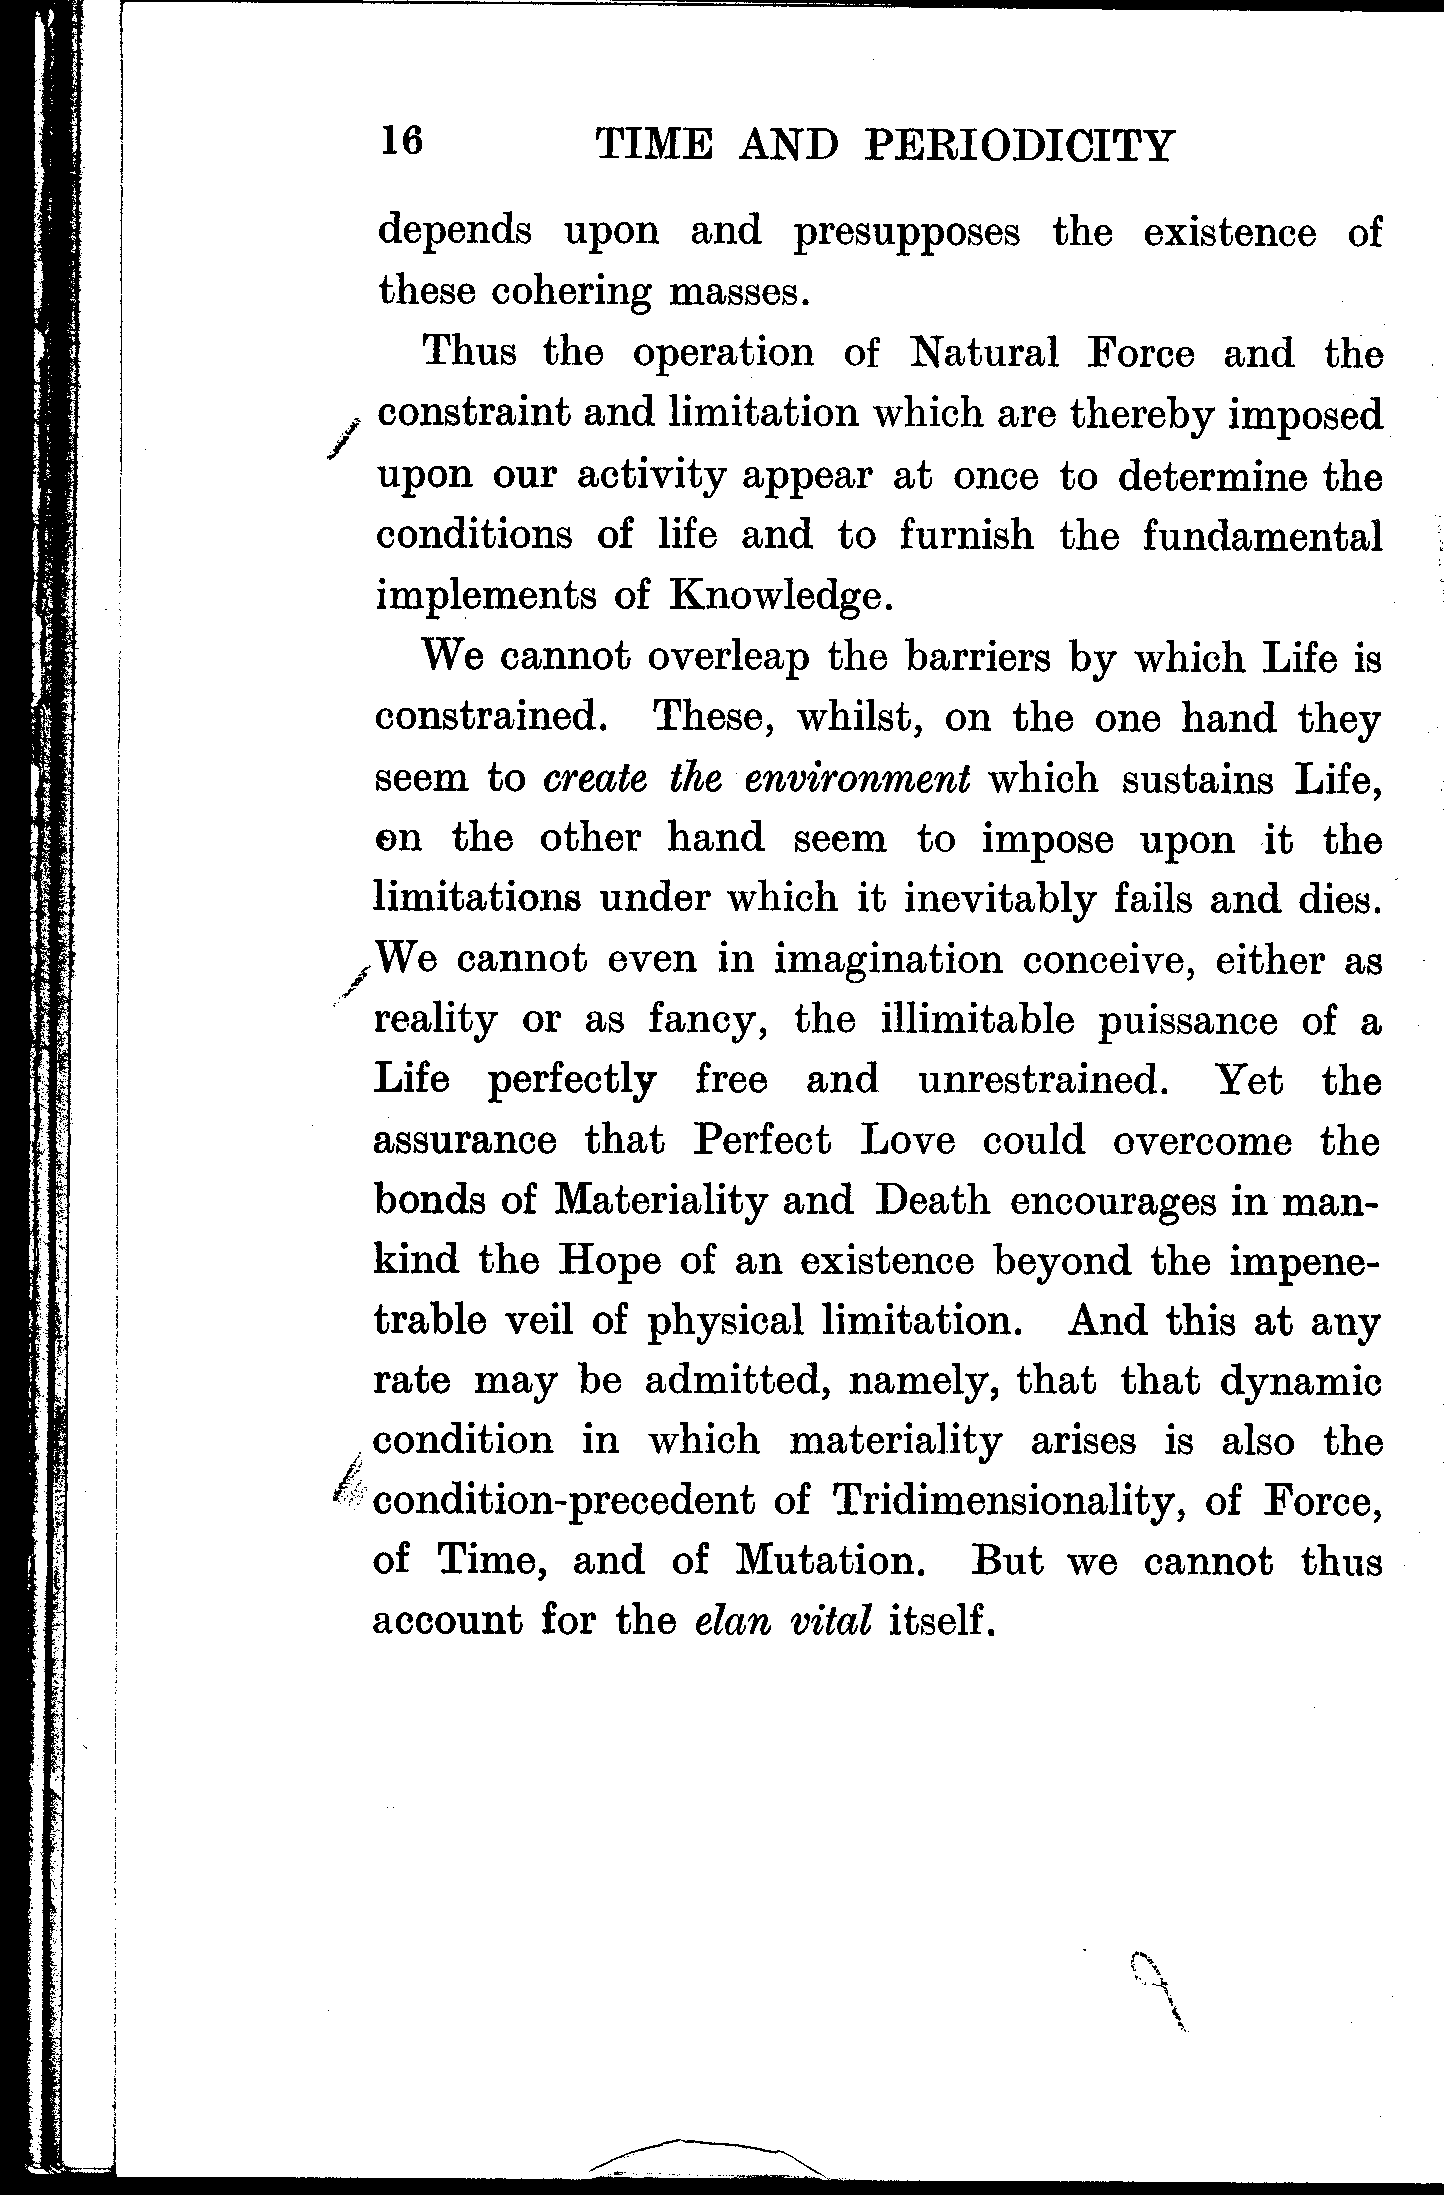 16 TIME AND PERIODICITY
depends upon and presupposes the existence of
these cohering masses.
Thus the operation of Natural Force and the
constraint and limitation which are thereby imposed
upon our activity appear at once to determine the
conditions of life and to furnish the fundamental
implements of Knowledge.
We cannot overleap the barriers by which Life is
constrained. These, whilst, on the one hand they
seem to create the environment which sustains Life,
on the other hand seem to impose upon it the
limitations under which it inevitably fails and dies.
We cannot even in imagination conceive, either as
reality or as fancy, the illimitable puissance of a
Life perfectly free and unrestrained. Yet the
assurance that Perfect Love could overcome the
bonds of Materiality and Death encourages in man-
kind the Hope of an existence beyond the impene-
trable veil of physical limitation. And this at any
rate may be admitted, namely, that that dynamic
condition in which materiality arises is also the
condition-precedent of Tridimensionality, of Force,
of Time, and of Mutation. But we cannot thus
account for the elan vital itself.